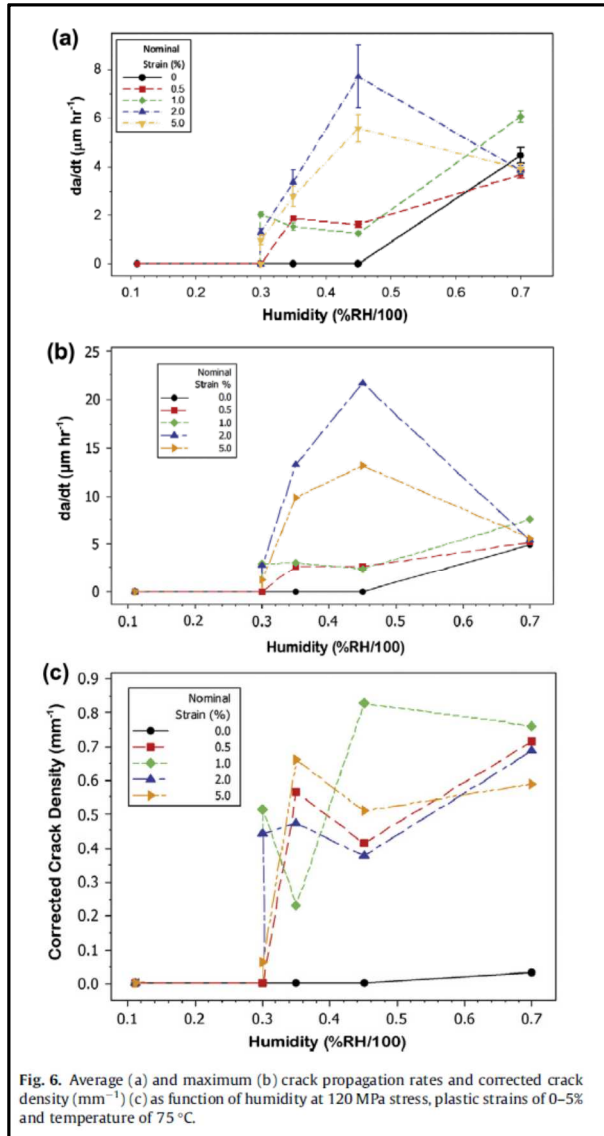 (a)
Nominal
Strain (%)
0
0.5
1.0
2.0
5.0
da/dt (μm hr⁻¹)
8
6
4
2
0
0.1 0.2 0.3 0.4 0.5 0.6 0.7
Humidity (%RH/100)
(b)
Nominal
Strain %
0.0
0.5
1.0
2.0
5.0
da/dt (μm hr⁻¹)
25
20
15
10
5
0
0.1 0.2 0.3 0.4 0.5 0.6 0.7
Humidity (%RH/100)
(c)
Nominal
Strain (%)
0.0
0.5
1.0
2.0
5.0
Corrected Crack Density (mm⁻¹)
0.9
0.8
0.7
0.6
0.5
0.4
0.3
0.2
0.1
0.0
0.1 0.2 0.3 0.4 0.5 0.6 0.7
Humidity (%RH/100)
Fig. 6. Average (a) and maximum (b) crack propagation rates and corrected crack
density (mm⁻¹) (c) as function of humidity at 120 MPa stress, plastic strains of 0–5%
and temperature of 75 °C.